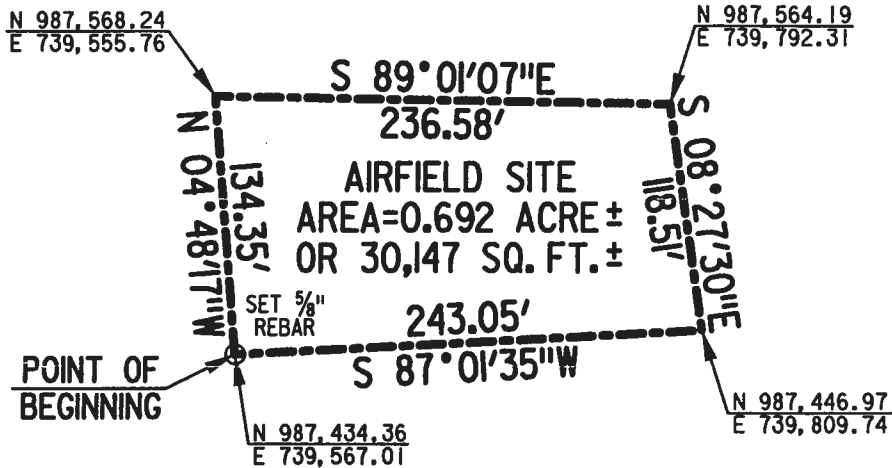 N 987,568.24
E 739,555.76
N 987,564.19
E 739,792.31
S 89°01'07"E
236.58'
N 04°48'17"W
134.35'
S 08°27'30"E
118.51'
AIRFIELD SITE
AREA=0.692 ACRE±
OR 30,147 SQ. FT.±
SET ⅝"
REBAR
243.05'
S 87°01'35"W
POINT OF
BEGINNING
N 987,434.36
E 739,567.01
N 987,446.97
E 739,809.74